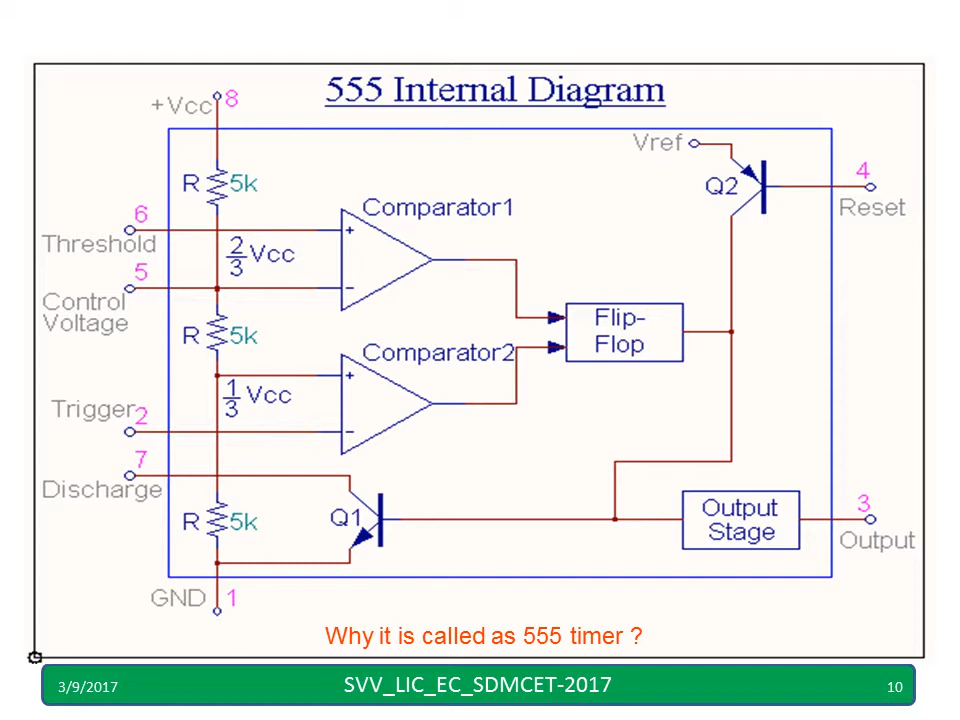 555 Internal Diagram
+Vcc 8
Vref
4
Reset
Q2
R 5k
Comparator1
6
Threshold
+
2/3 Vcc
5
-
Control
Voltage
R 5k
Flip-
Flop
Comparator2
+
1/3 Vcc
Trigger 2
-
7
Discharge
R 5k
Q1
Output
Stage
3
Output
GND 1
Why it is called as 555 timer ?
3/9/2017
SVV_LIC_EC_SDMCET-2017
10